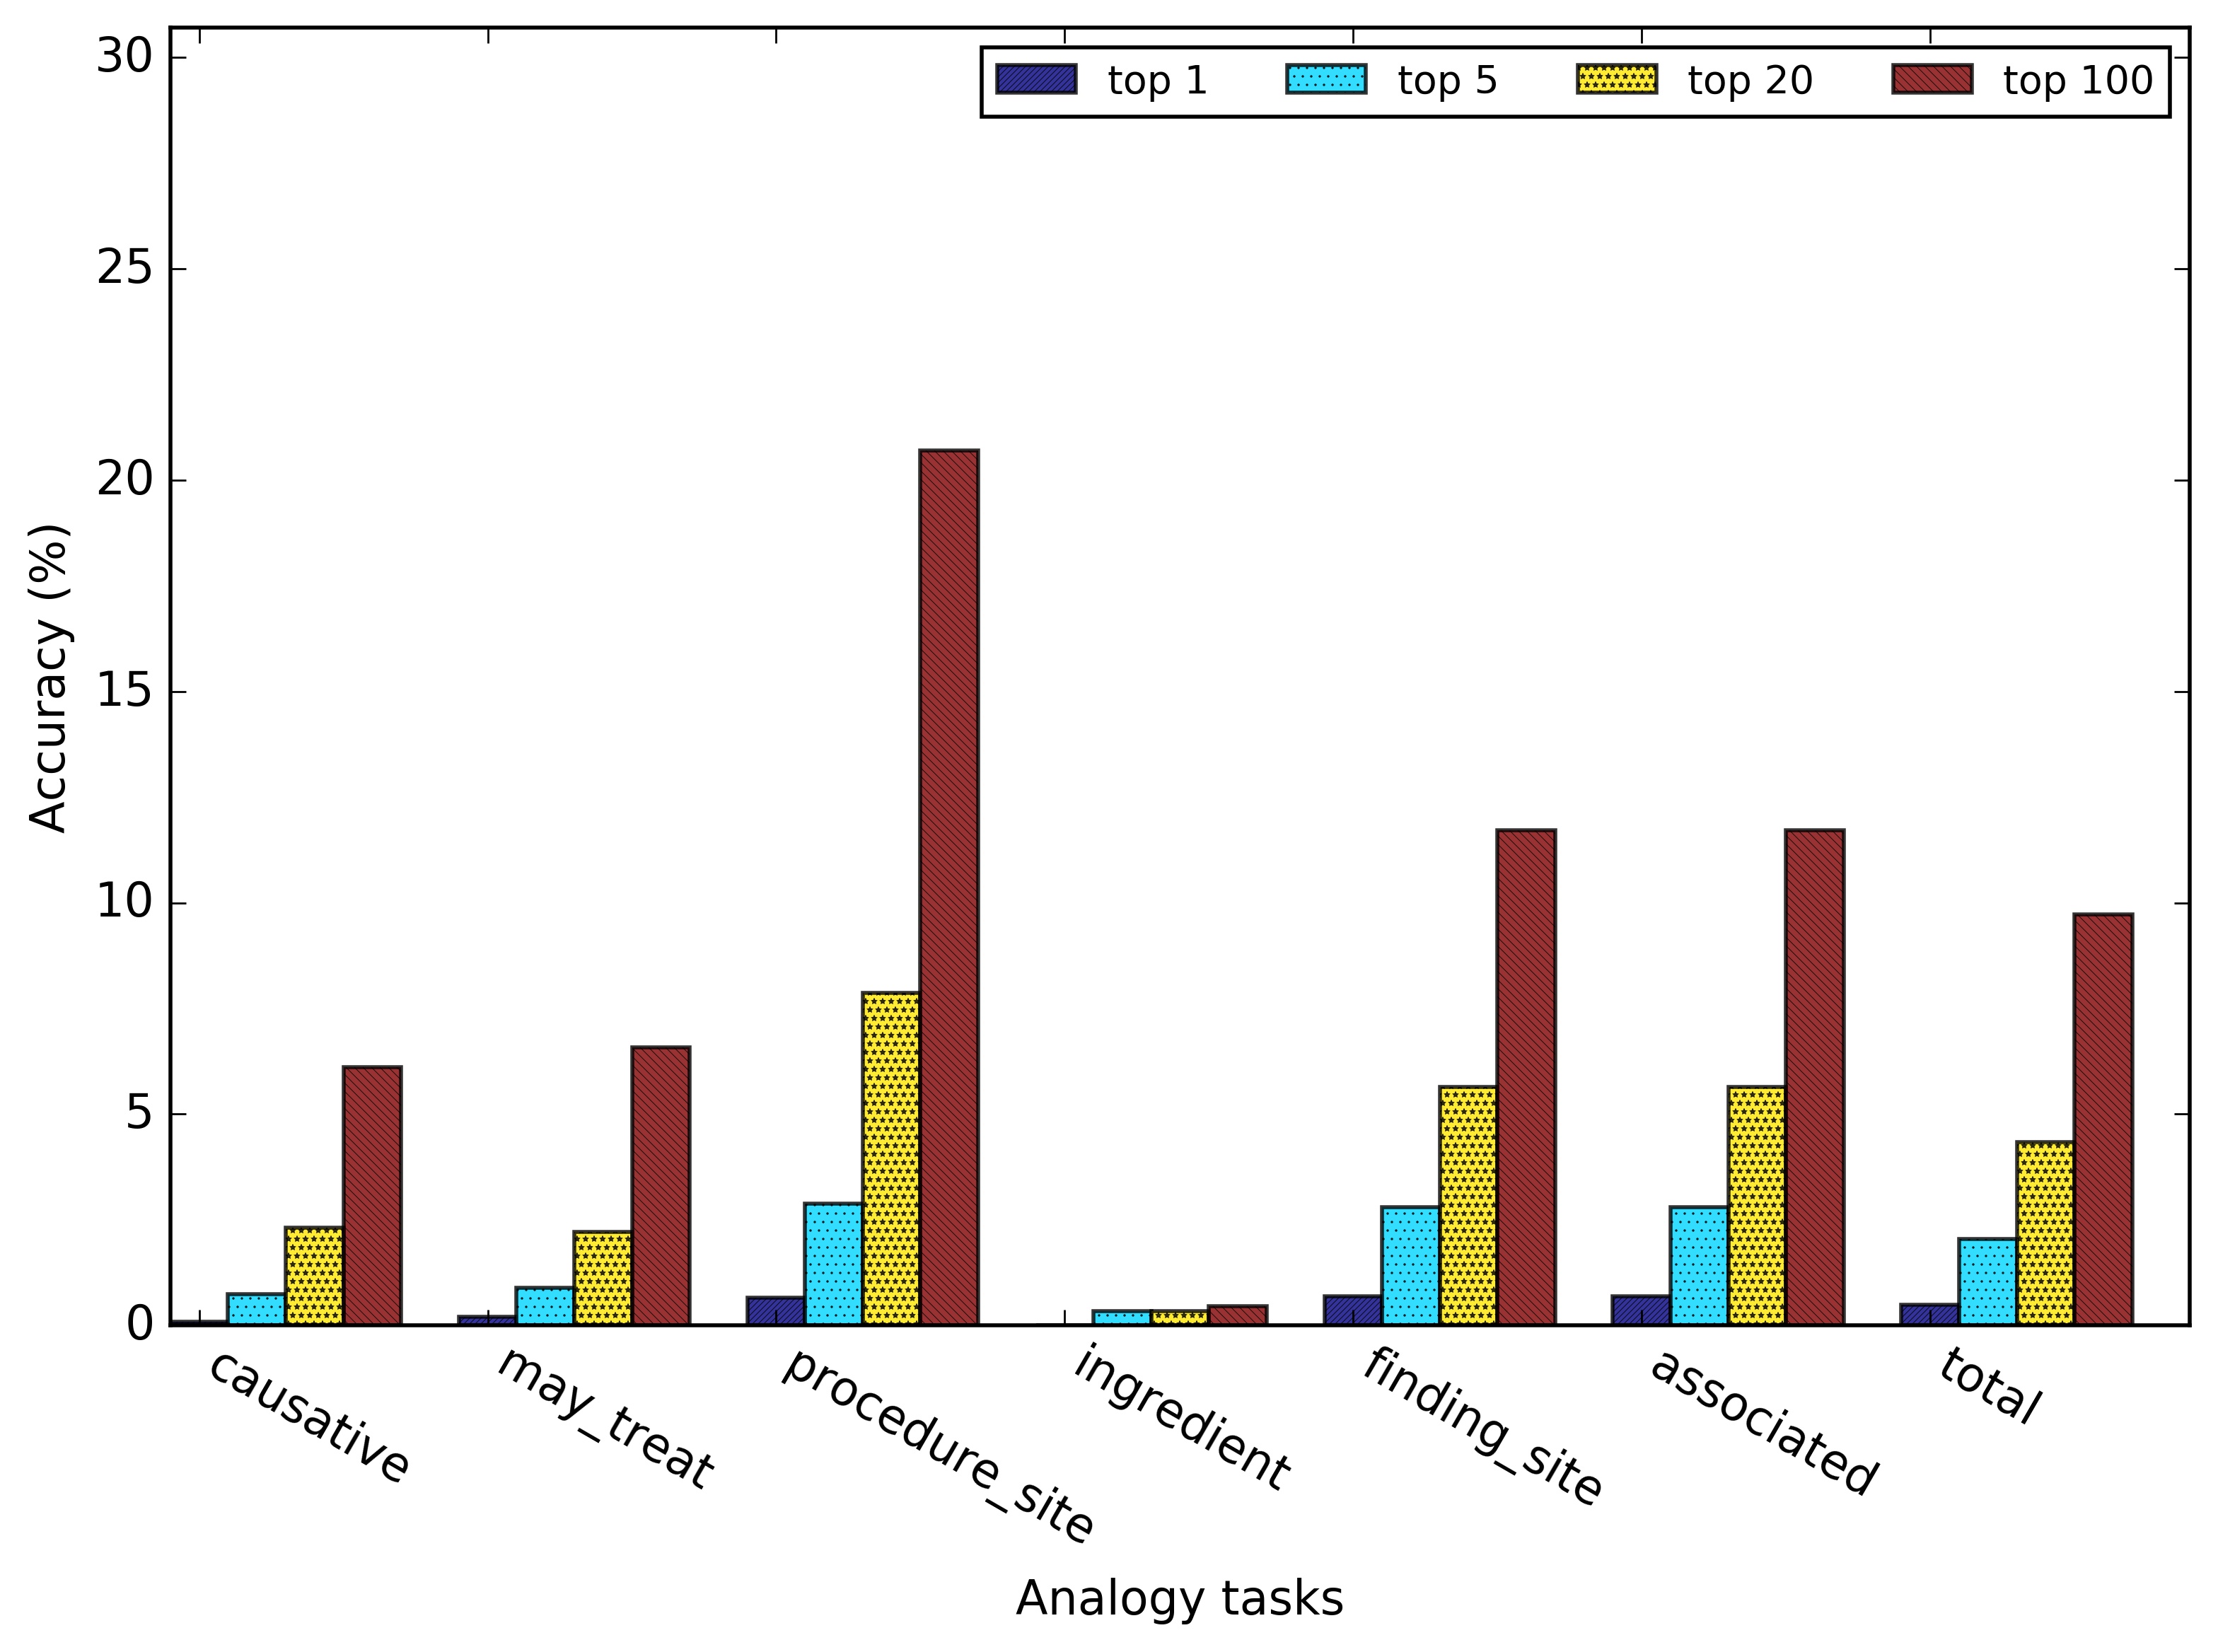 30
25
20
15
10
5
0
Accuracy (%)
top 1 top 5 top 20 top 100
causative may_treat procedure_site ingredient finding_site associated total
Analogy tasks